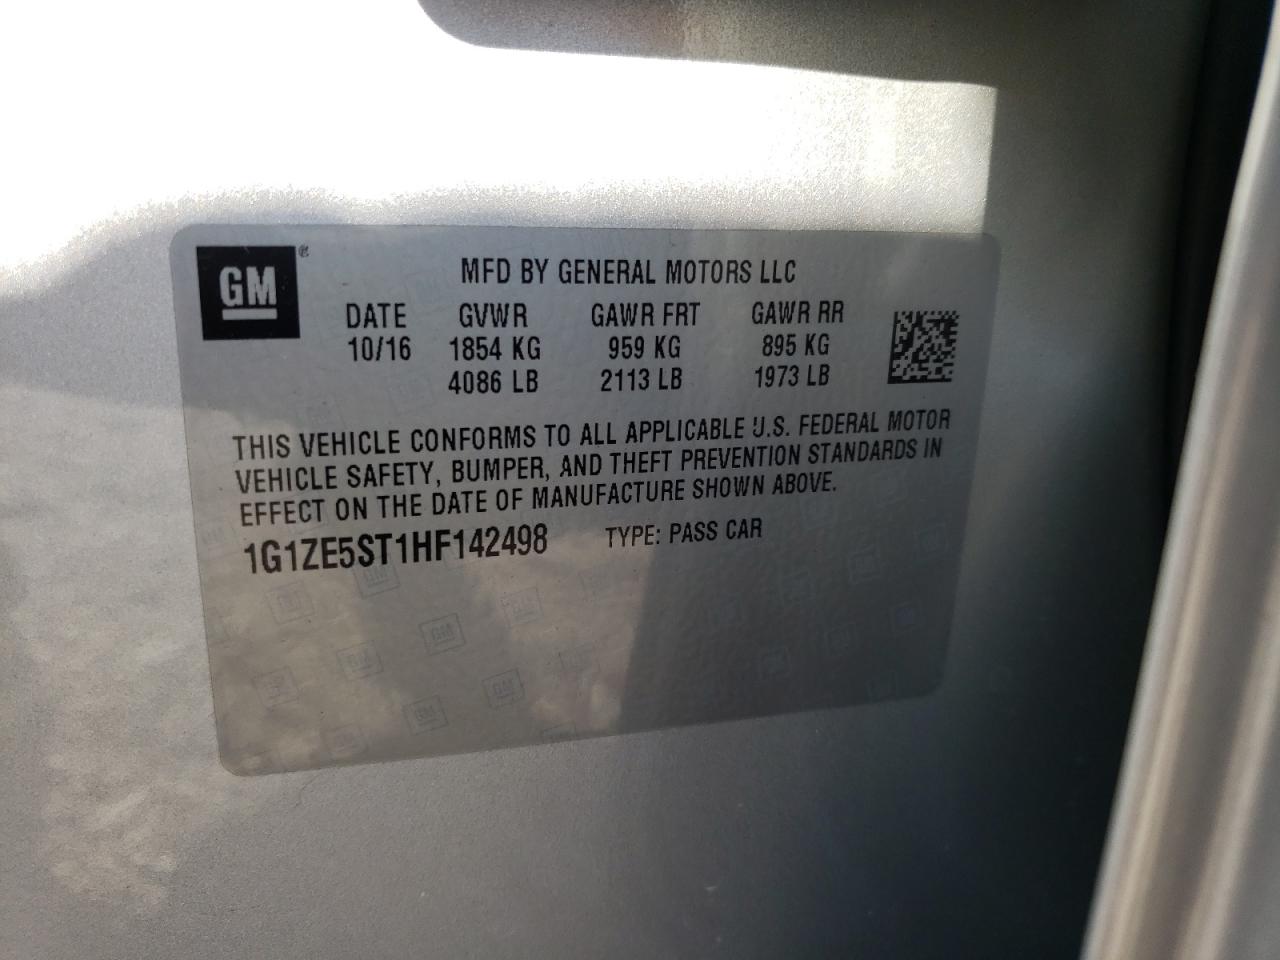 GM ®
MFD BY GENERAL MOTORS LLC
DATE GVWR GAWR FRT GAWR RR
10/16 1854 KG 959 KG 895 KG
4086 LB 2113 LB 1973 LB
THIS VEHICLE CONFORMS TO ALL APPLICABLE U.S. FEDERAL MOTOR
VEHICLE SAFETY, BUMPER, AND THEFT PREVENTION STANDARDS IN
EFFECT ON THE DATE OF MANUFACTURE SHOWN ABOVE.
1G1ZE5ST1HF142498 TYPE: PASS CAR